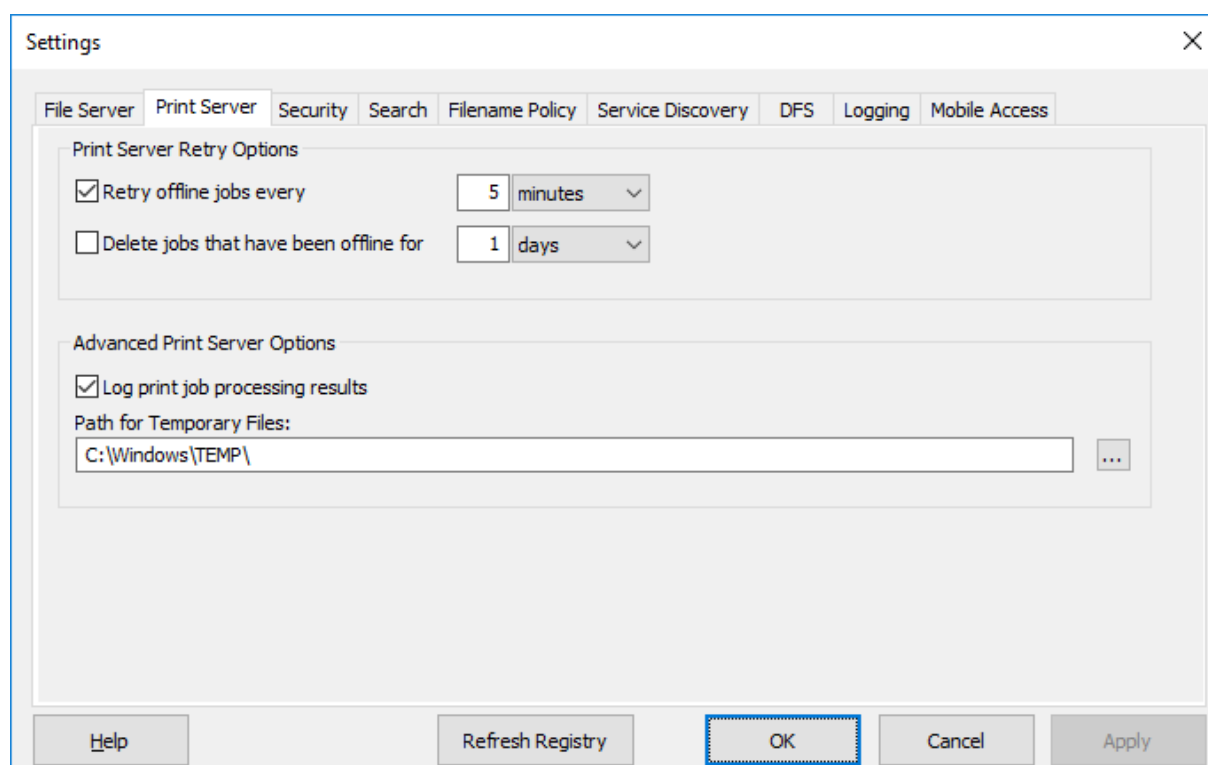 Settings
File Server Print Server Security Search Filename Policy Service Discovery DFS Logging Mobile Access
Print Server Retry Options
Retry offline jobs every 5 minutes
Delete jobs that have been offline for 1 days
Advanced Print Server Options
Log print job processing results
Path for Temporary Files:
C:\Windows\TEMP\
...
Help Refresh Registry OK Cancel Apply